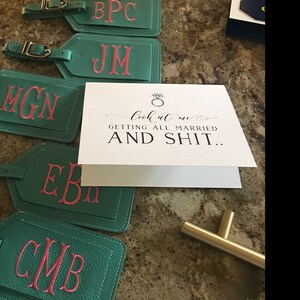 BPC
JM
MGN
look at me
GETTING ALL MARRIED
AND SHIT..
EBH
CMB